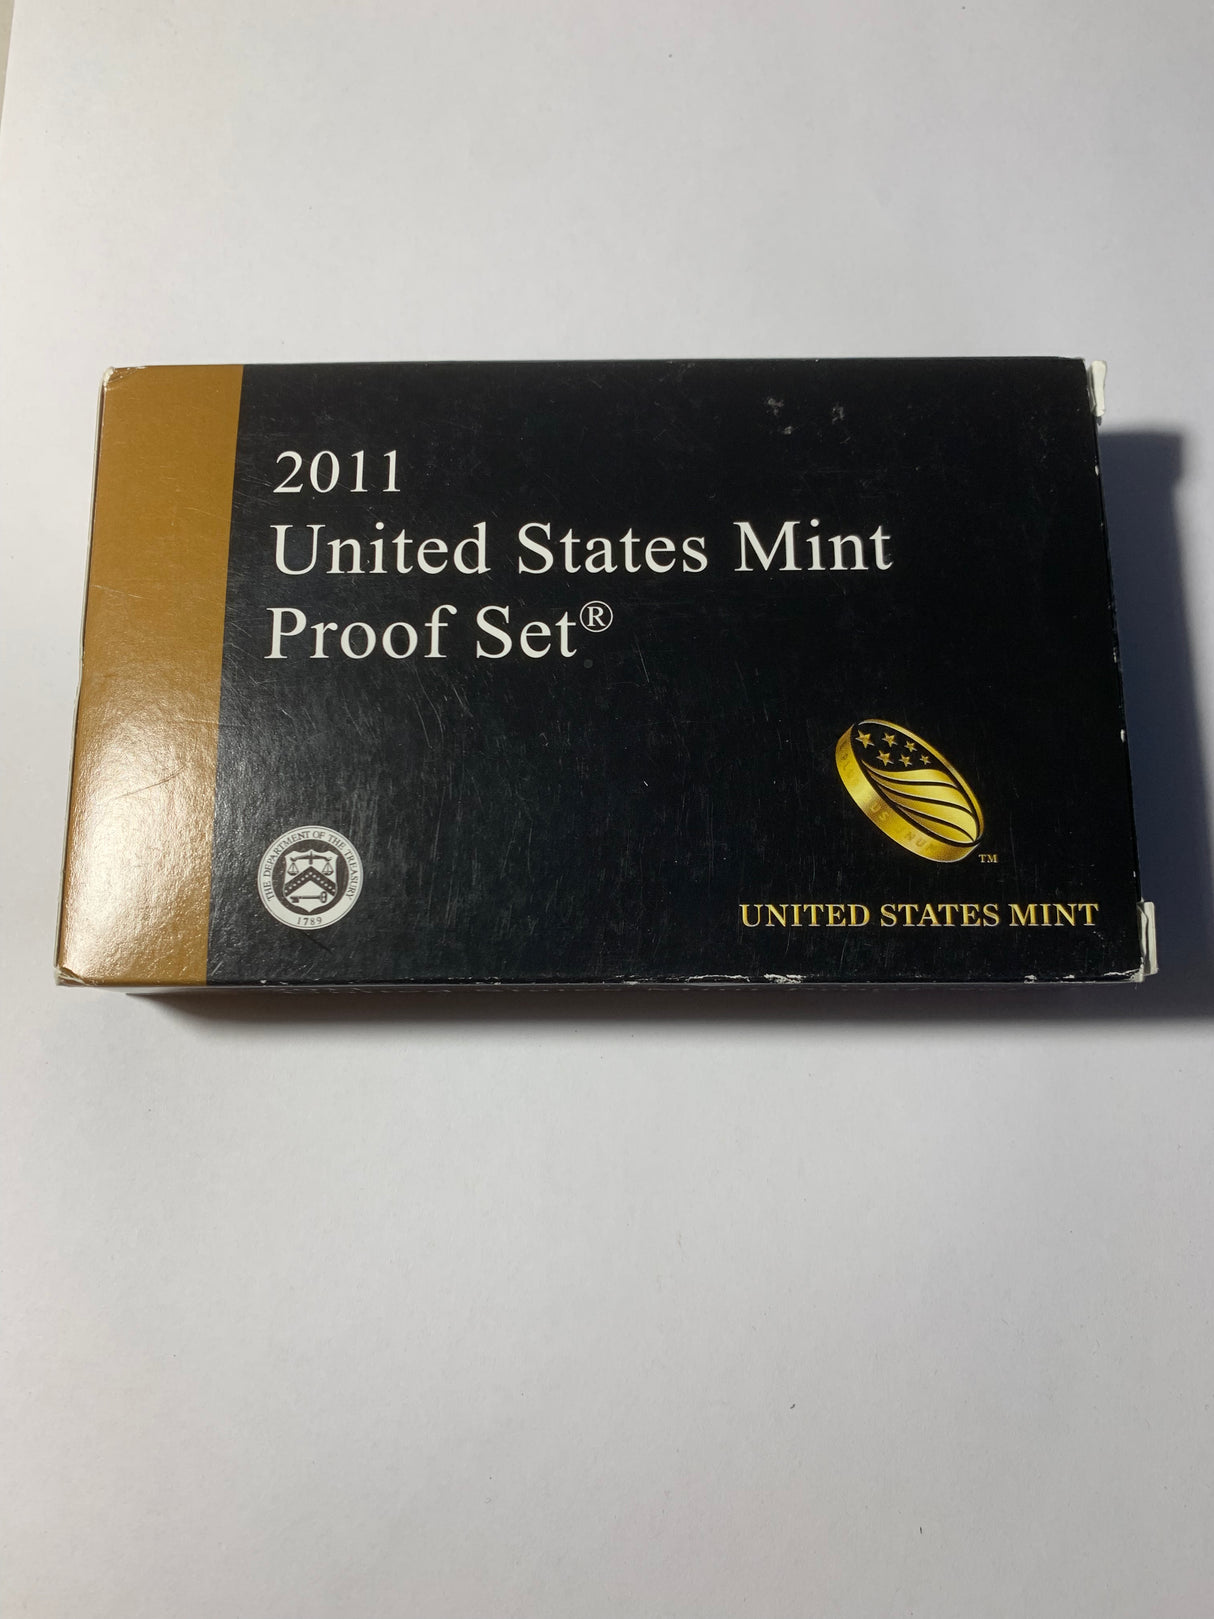 2011
United States Mint
Proof Set®
THE DEPARTMENT OF THE TREASURY
1789
TM
UNITED STATES MINT